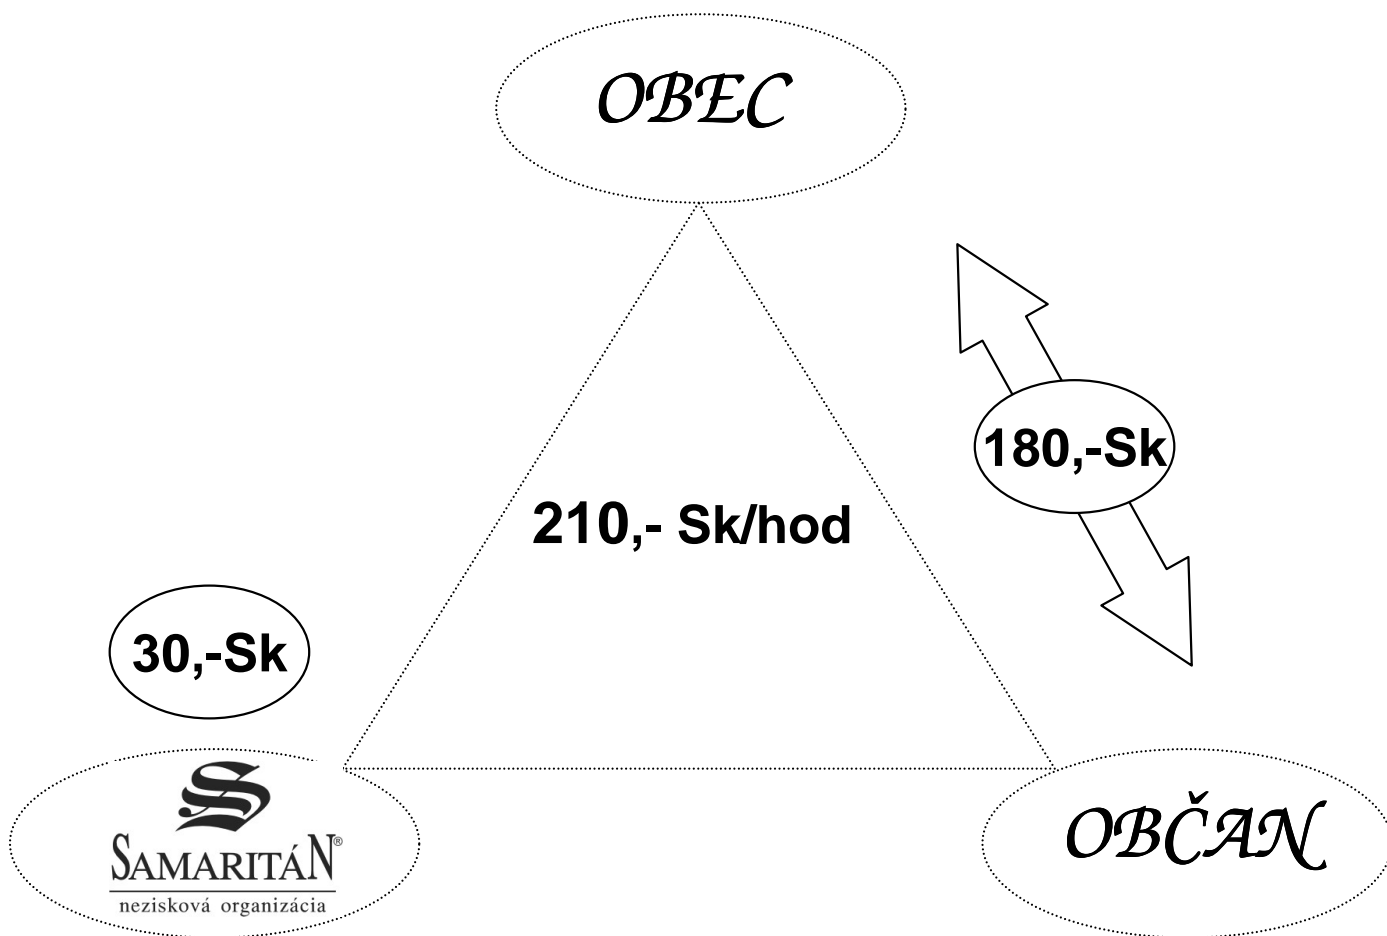 OBEC
180,-Sk
210,- Sk/hod
30,-Sk
S
SAMARITÁN®
nezisková organizácia
OBČAN